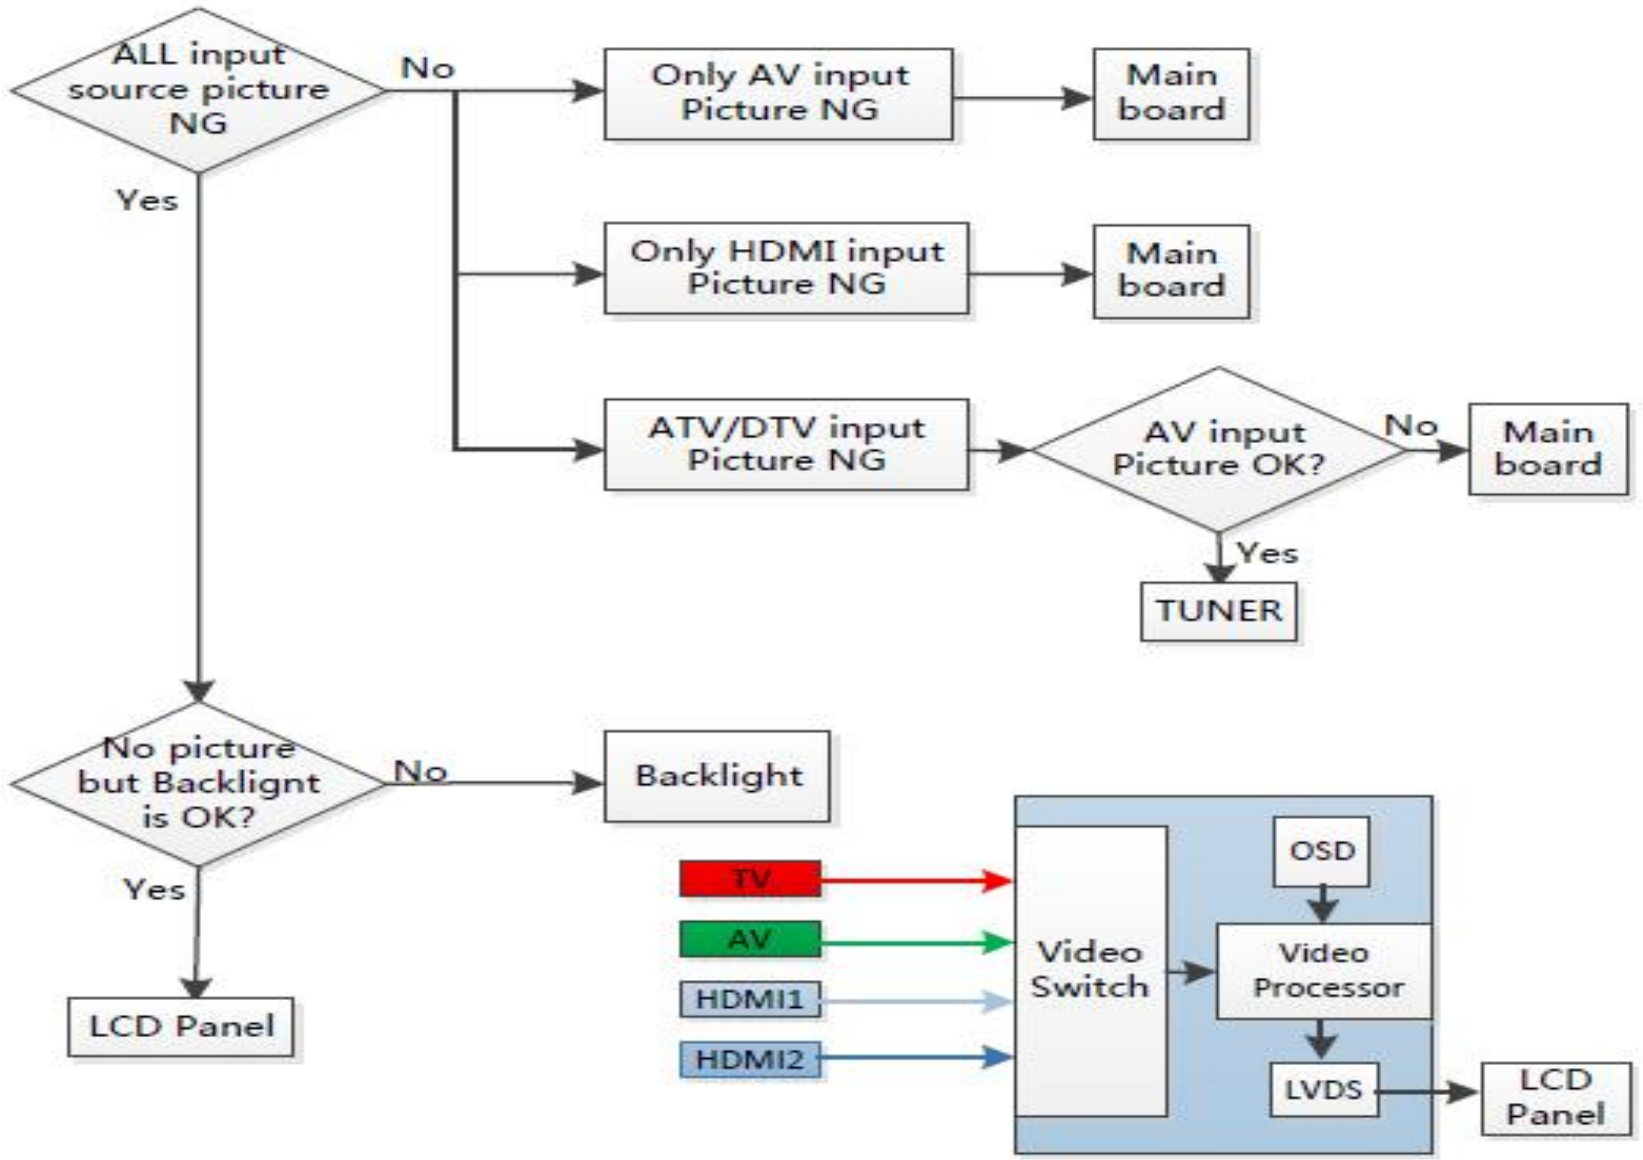 ALL input
source picture
NG
No
Only AV input
Picture NG
Main
board
Yes
Only HDMI input
Picture NG
Main
board
ATV/DTV input
Picture NG
AV input
Picture OK?
No
Main
board
Yes
TUNER
No picture
but Backlignt
is OK?
No
Backlight
Yes
LCD Panel
TV
AV
HDMI1
HDMI2
Video
Switch
OSD
Video
Processor
LVDS
LCD
Panel